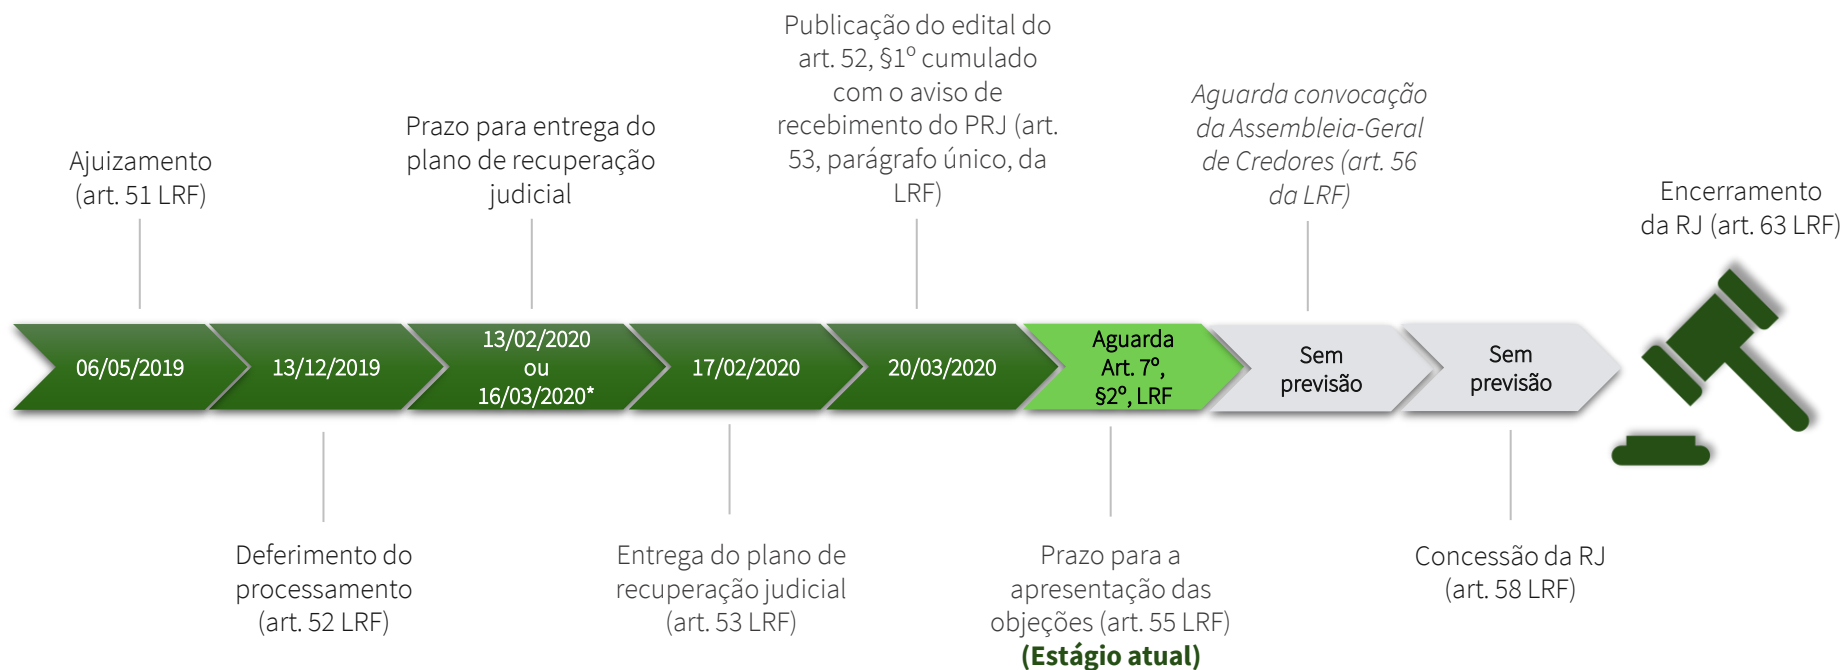 Ajuizamento
(art. 51 LRF)
Prazo para entrega do
plano de recuperação
judicial
Publicação do edital do
art. 52, §1º cumulado
com o aviso de
recebimento do PRJ (art.
53, parágrafo único, da
LRF)
Aguarda convocação
da Assembleia-Geral
de Credores (art. 56
da LRF)
Encerramento
da RJ (art. 63 LRF)
06/05/2019
13/12/2019
13/02/2020
ou
16/03/2020*
17/02/2020
20/03/2020
Aguarda
Art. 7º,
§2º, LRF
Sem
previsão
Sem
previsão
Deferimento do
processamento
(art. 52 LRF)
Entrega do plano de
recuperação judicial
(art. 53 LRF)
Prazo para a
apresentação das
objeções (art. 55 LRF)
(Estágio atual)
Concessão da RJ
(art. 58 LRF)